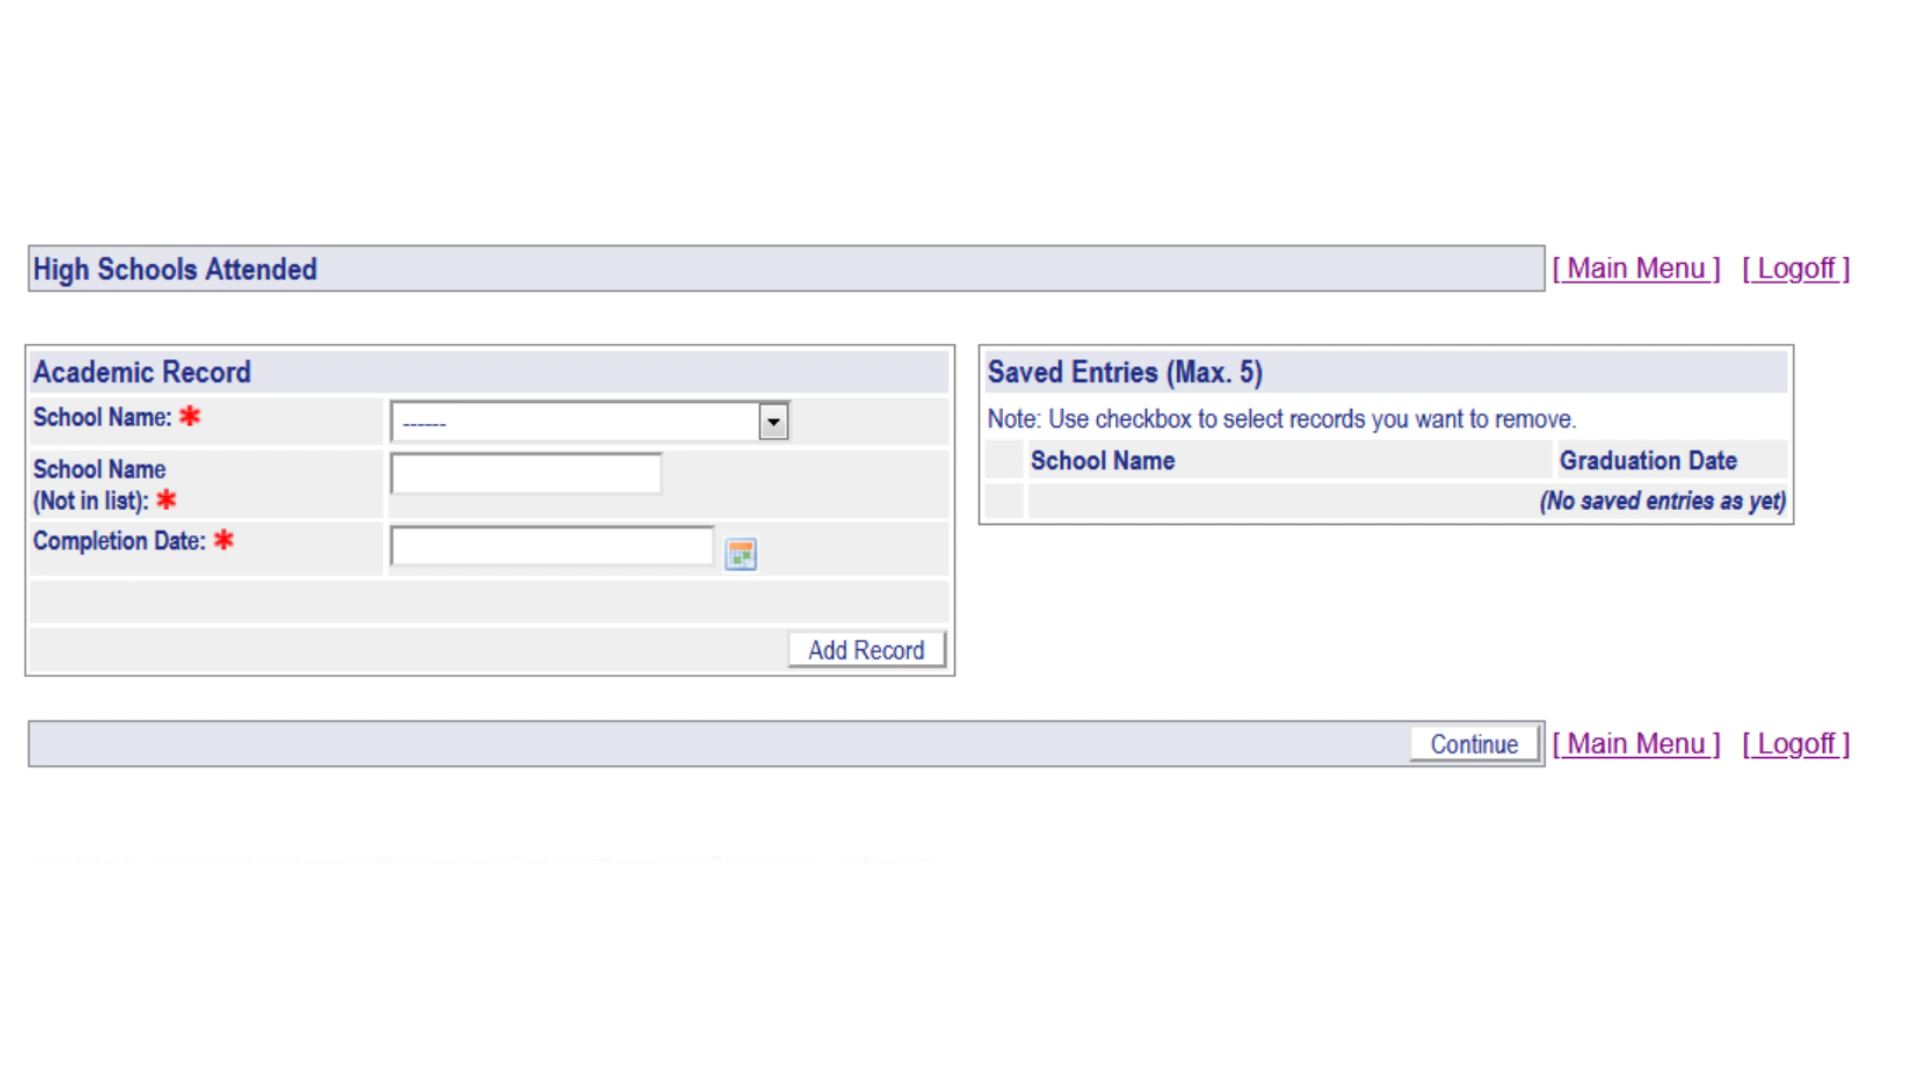 High Schools Attended [ Main Menu ] [ Logoff ]
Academic Record
School Name: *
------
School Name
(Not in list): *
Completion Date: *
Add Record
Saved Entries (Max. 5)
Note: Use checkbox to select records you want to remove.
School Name Graduation Date
(No saved entries as yet)
Continue [ Main Menu ] [ Logoff ]